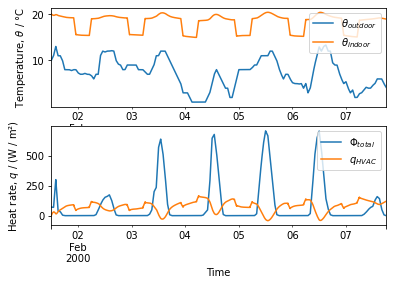 Temperature, θ / °C
20
10
θoutdoor
θindoor
02
03
04
05
06
07
Heat rate, q / (W / m²)
500
250
0
Φtotal
qHVAC
02
03
04
05
06
07
Feb
2000
Time